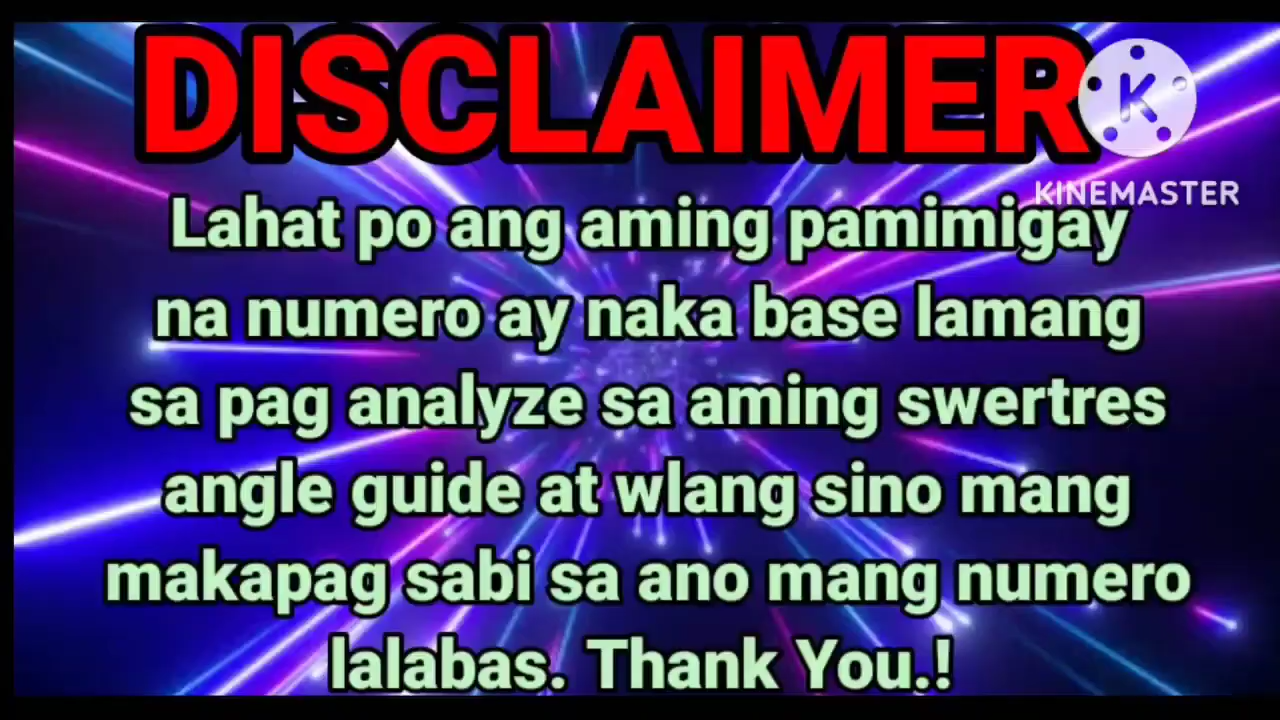 DISCLAIMER
K
KINEMASTER
Lahat po ang aming pamimigay
na numero ay naka base lamang
sa pag analyze sa aming swertres
angle guide at wlang sino mang
makapag sabi sa ano mang numero
lalabas. Thank You.!